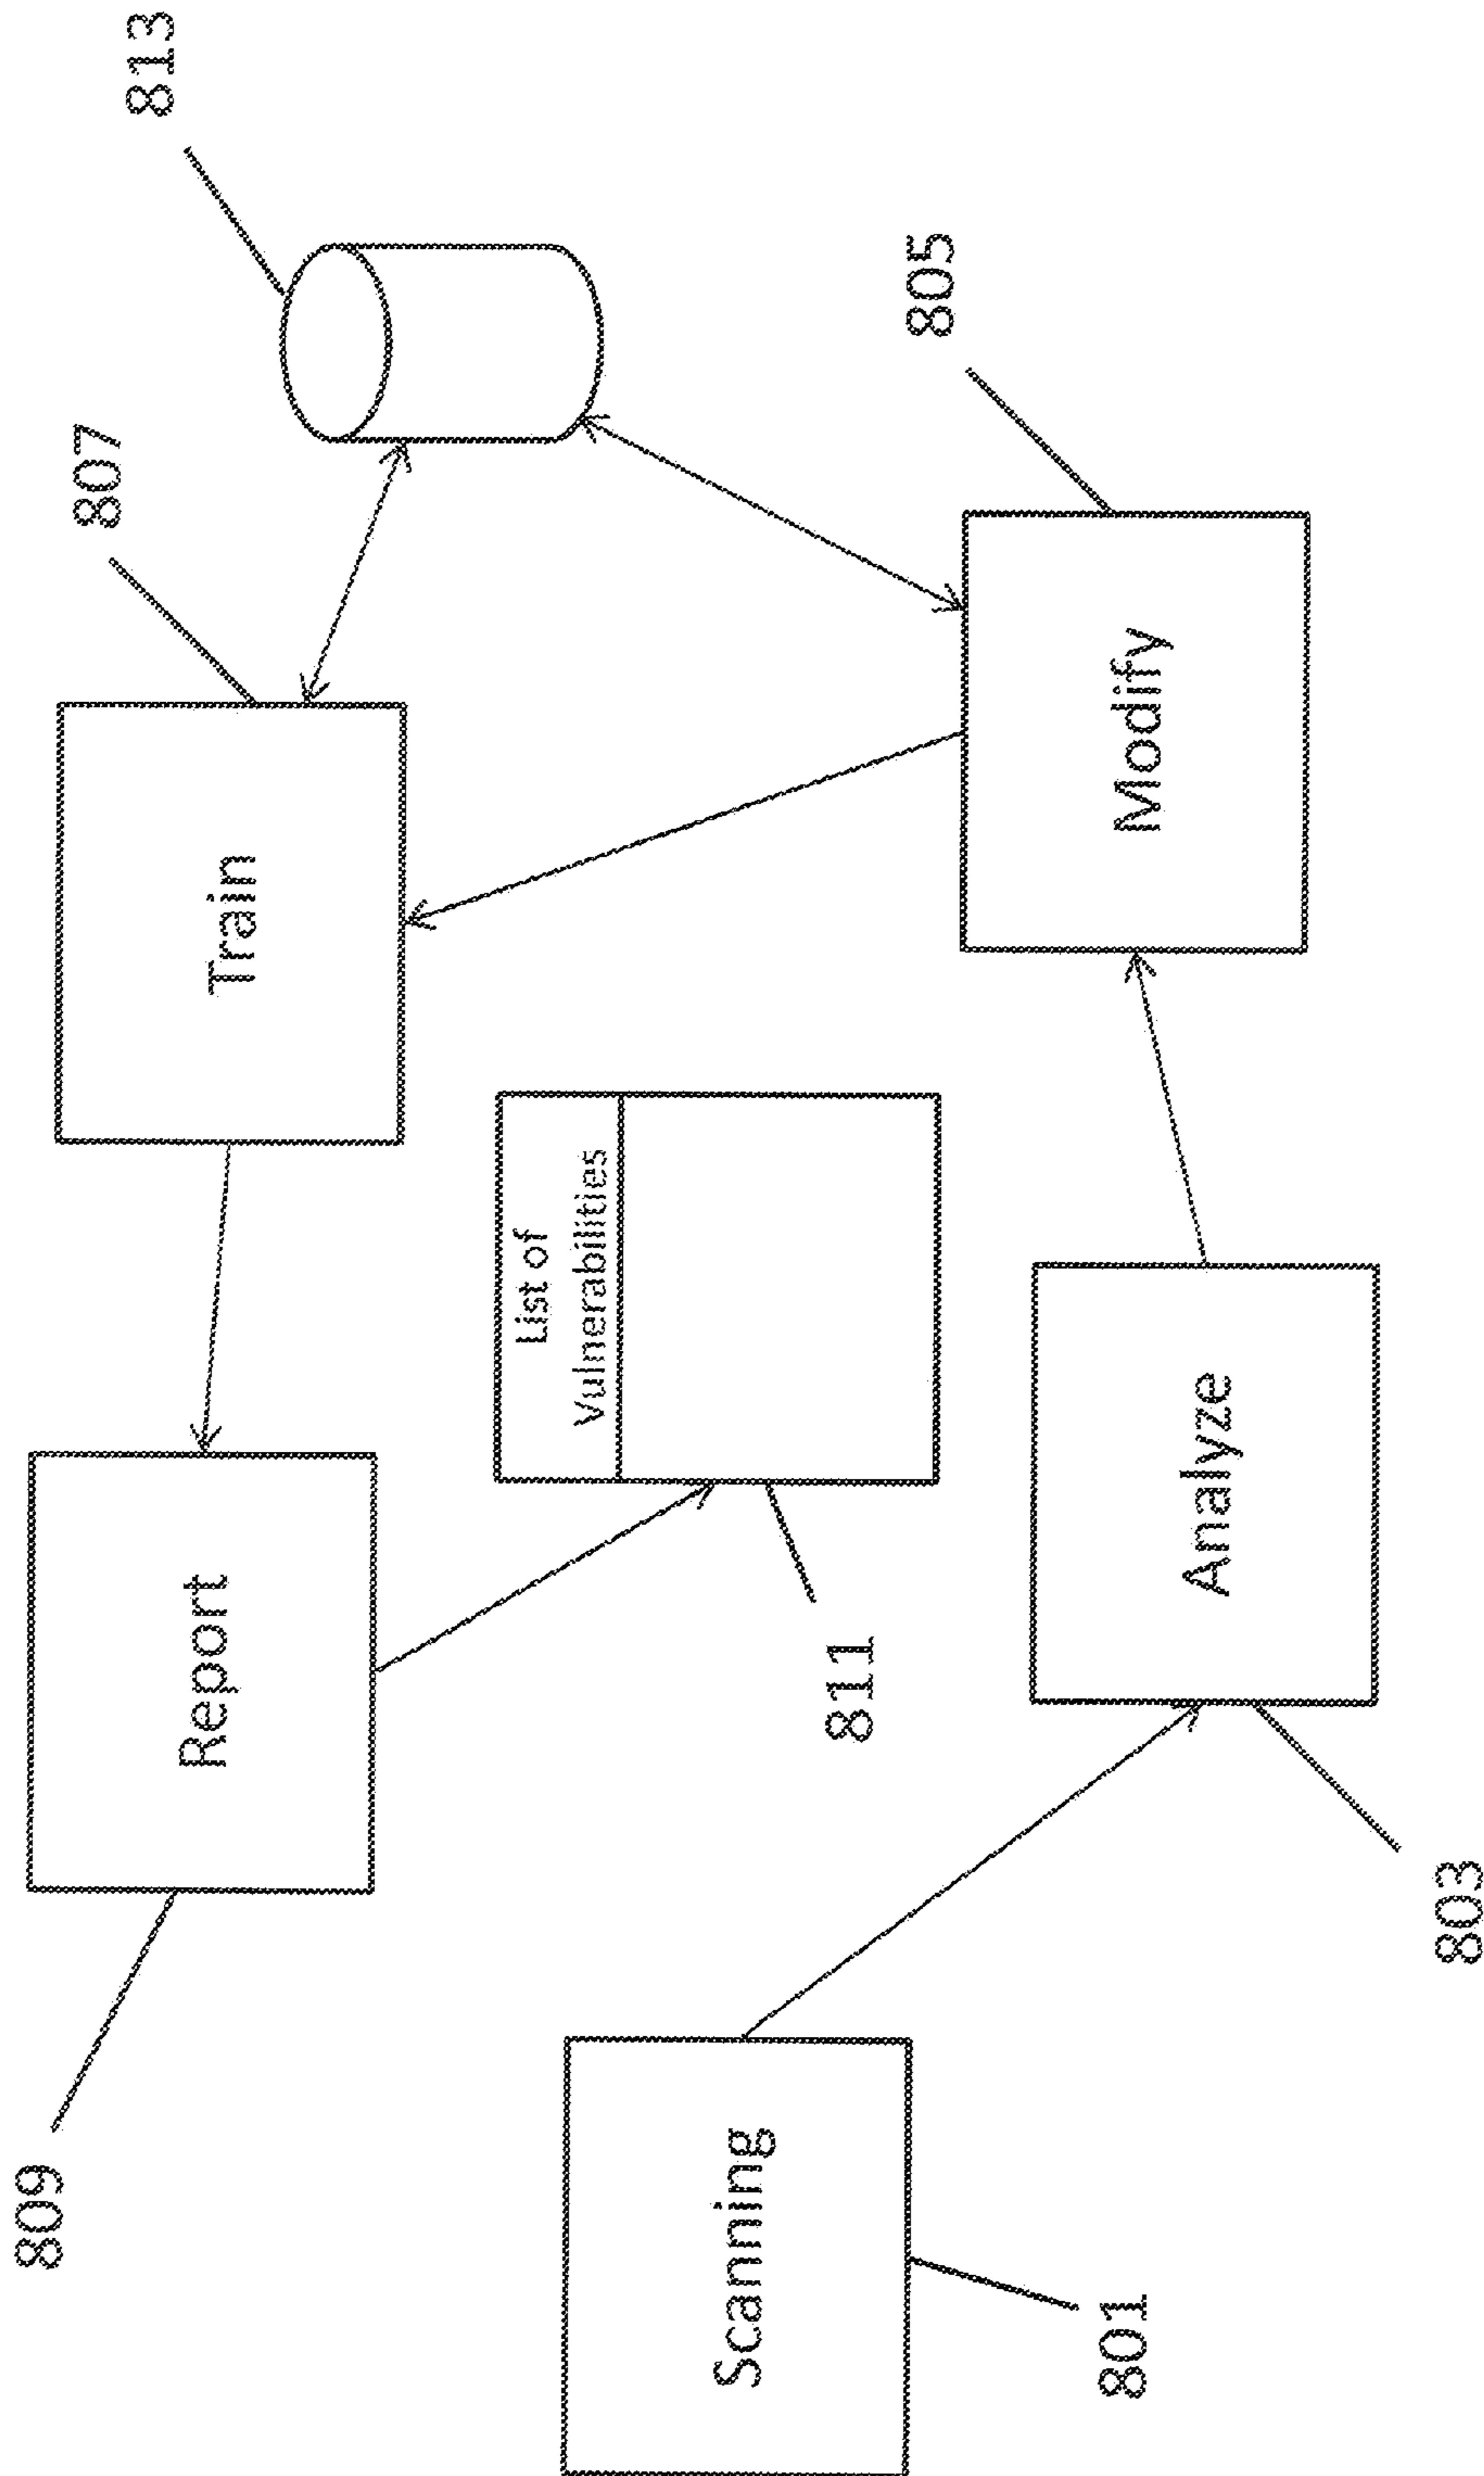 809
807
813
Report
Train
List of
Vulnerabilities
Scanning
811
805
801
Modify
Analyze
803